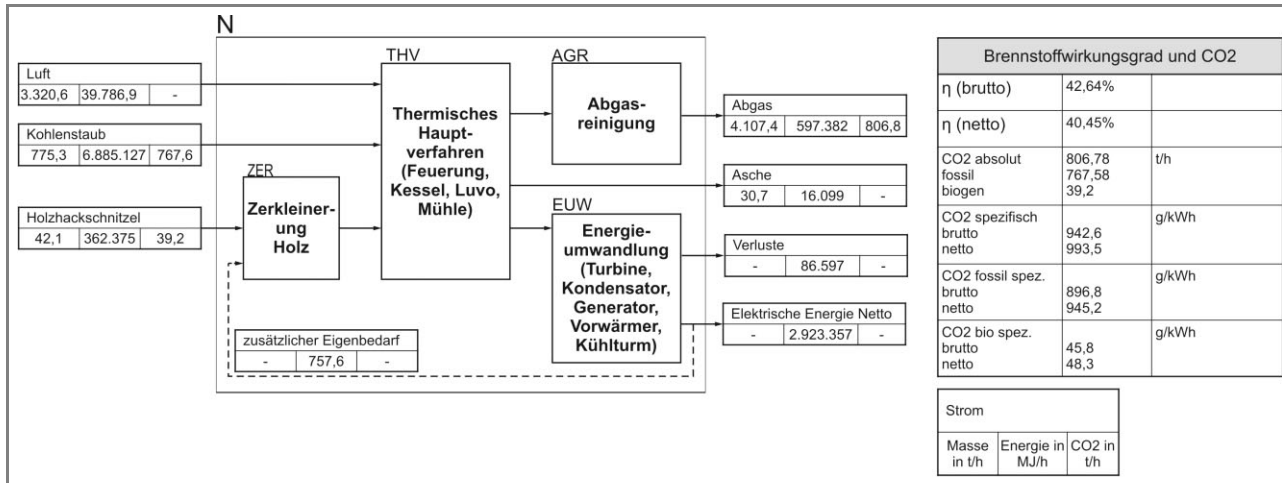 N
Luft
3.320,6 39.786,9 -
Kohlenstaub
775,3 6.885.127 767,6
Holzhackschnitzel
42,1 362.375 39,2
ZER
Zerkleiner-
erung
Holz
THV
Thermisches
Haupt-
verfahren
(Feuerung,
Kessel, Luvo,
Mühle)
AGR
Abgas-
reinigung
EUW
Energie-
umwandlung
(Turbine,
Kondensator,
Generator,
Vorwärmer,
Kühlturm)
zusätzlicher Eigenbedarf
- 757,6 -
Abgas
4.107,4 597.382 806,8
Asche
30,7 16.099 -
Verluste
- 86.597 -
Elektrische Energie Netto
- 2.923.357 -
Brennstoffwirkungsgrad und CO2
η (brutto) 42,64%
η (netto) 40,45%
CO2 absolut 806,78 t/h
fossil 767,58
biogen 39,2
CO2 spezifisch g/kWh
brutto 942,6
netto 993,5
CO2 fossil spez. g/kWh
brutto 896,8
netto 945,2
CO2 bio spez. g/kWh
brutto 45,8
netto 48,3
Strom
Masse Energie in CO2 in
in t/h MJ/h t/h